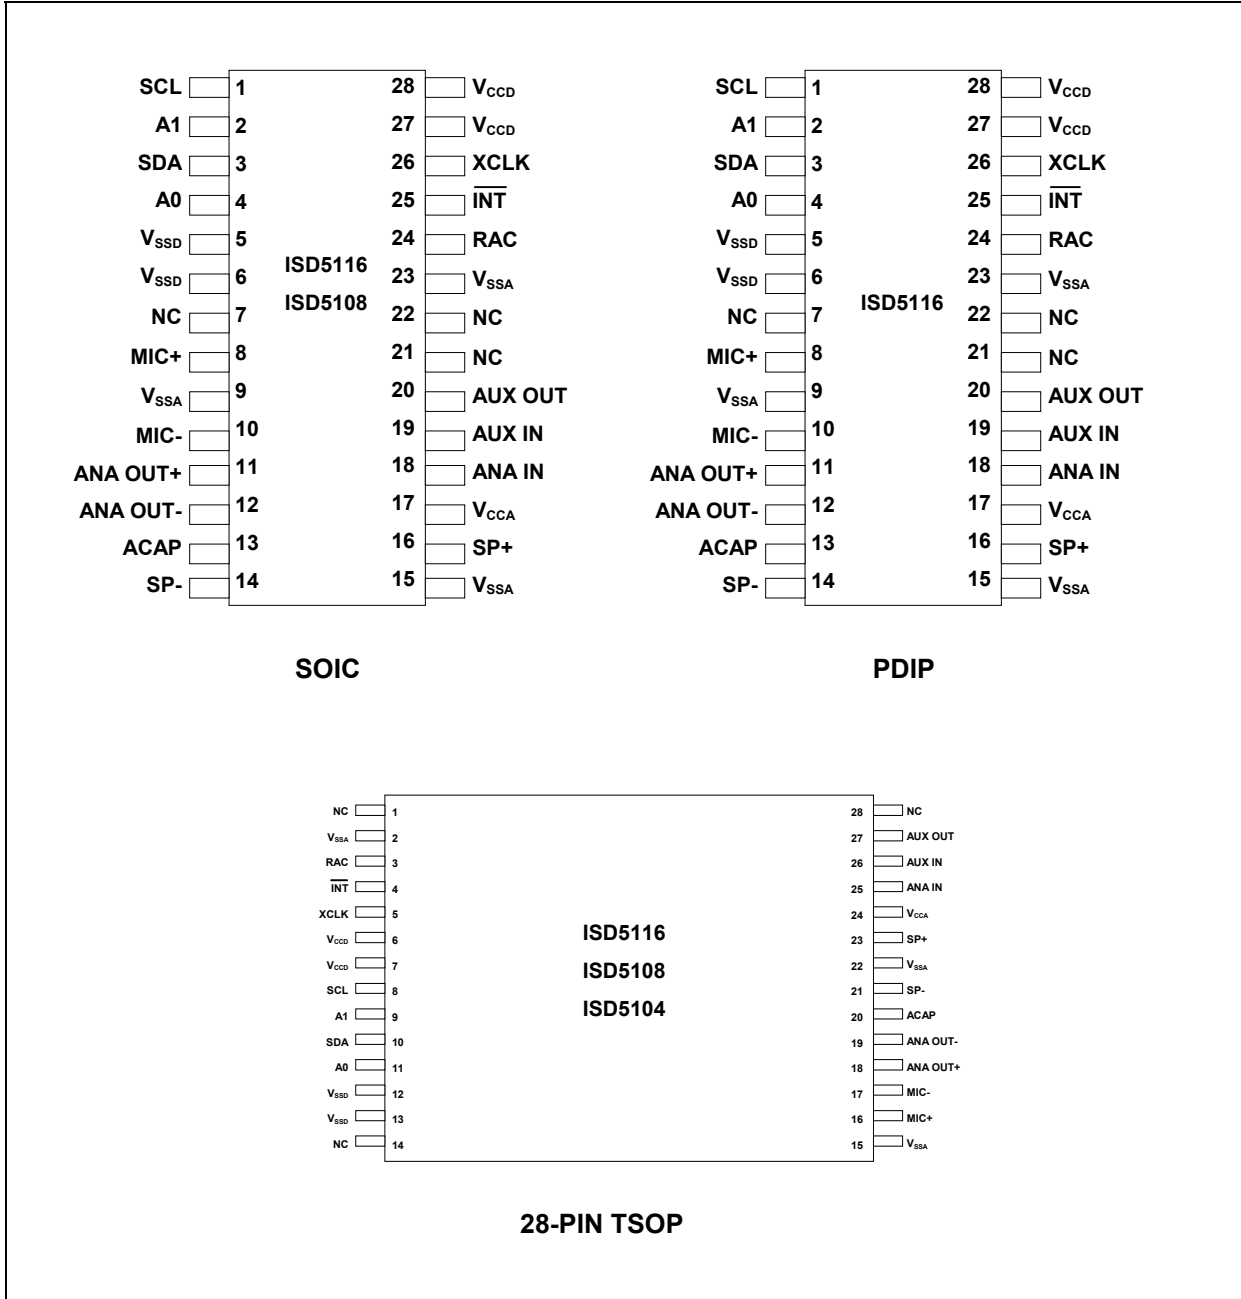 SCL 1 28 VCCD
A1 2 27 VCCD
SDA 3 26 XCLK
A0 4 25 INT
VSSD 5 24 RAC
VSSD 6 23 VSSA
NC 7 22 NC
MIC+ 8 21 NC
VSSA 9 20 AUX OUT
MIC- 10 19 AUX IN
ANA OUT+ 11 18 ANA IN
ANA OUT- 12 17 VCCA
ACAP 13 16 SP+
SP- 14 15 VSSA
ISD5116
ISD5108
SOIC
SCL 1 28 VCCD
A1 2 27 VCCD
SDA 3 26 XCLK
A0 4 25 INT
VSSD 5 24 RAC
VSSD 6 23 VSSA
NC 7 22 NC
MIC+ 8 21 NC
VSSA 9 20 AUX OUT
MIC- 10 19 AUX IN
ANA OUT+ 11 18 ANA IN
ANA OUT- 12 17 VCCA
ACAP 13 16 SP+
SP- 14 15 VSSA
ISD5116
PDIP
NC 1 28 NC
VSSA 2 27 AUX OUT
RAC 3 26 AUX IN
INT 4 25 ANA IN
XCLK 5 24 VCCA
VCCD 6 23 SP+
VCCD 7 22 VSSA
SCL 8 21 SP-
A1 9 20 ACAP
SDA 10 19 ANA OUT-
A0 11 18 ANA OUT+
VSSD 12 17 MIC-
VSSD 13 16 MIC+
NC 14 15 VSSA
ISD5116
ISD5108
ISD5104
28-PIN TSOP